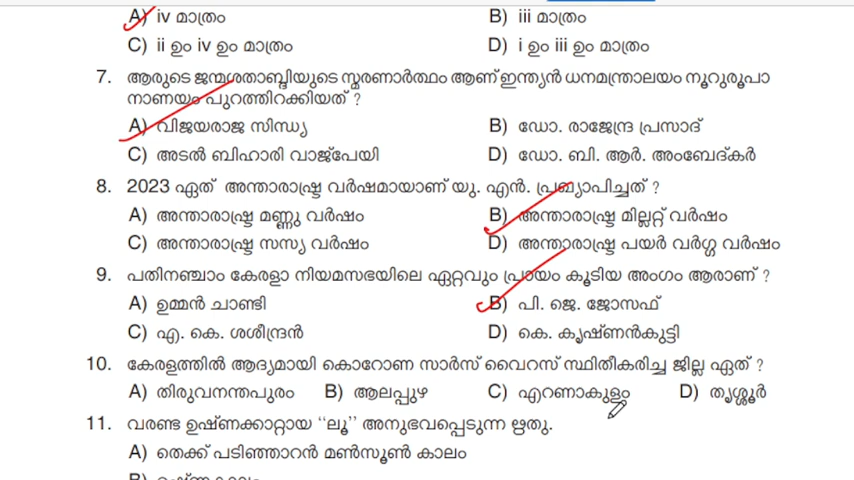 A) iv മാത്രം B) iii മാത്രം
C) ii ഉം iv ഉം മാത്രം D) i ഉം iii ഉം മാത്രം
7. ആരുടെ ജന്മശതാബ്ദിയുടെ സ്മരണാർത്ഥം ആണ് ഇന്ത്യൻ ധനമന്ത്രാലയം നൂറുരൂപാ
നാണയം പുറത്തിറക്കിയത് ?
A) വിജയരാജ സിന്ധ്യ B) ഡോ. രാജേന്ദ്ര പ്രസാദ്
C) അടൽ ബിഹാരി വാജ്പേയി D) ഡോ. ബി. ആർ. അംബേദ്കർ
8. 2023 ഏത് അന്താരാഷ്ട്ര വർഷമായാണ് യു. എൻ. പ്രഖ്യാപിച്ചത് ?
A) അന്താരാഷ്ട്ര മണ്ണു വർഷം B) അന്താരാഷ്ട്ര മില്ലറ്റ് വർഷം
C) അന്താരാഷ്ട്ര സസ്യ വർഷം D) അന്താരാഷ്ട്ര പയർ വർഗ്ഗ വർഷം
9. പതിനഞ്ചാം കേരളാ നിയമസഭയിലെ ഏറ്റവും പ്രായം കൂടിയ അംഗം ആരാണ് ?
A) ഉമ്മൻ ചാണ്ടി B) പി. ജെ. ജോസഫ്
C) എ. കെ. ശശീന്ദ്രൻ D) കെ. കൃഷ്ണൻകുട്ടി
10. കേരളത്തിൽ ആദ്യമായി കൊറോണ സാർസ് വൈറസ് സ്ഥിതീകരിച്ച ജില്ല ഏത് ?
A) തിരുവനന്തപുരം B) ആലപ്പുഴ C) എറണാകുളം D) തൃശ്ശൂർ
11. വരണ്ട ഉഷ്ണക്കാറ്റായ “ലൂ” അനുഭവപ്പെടുന്ന ഋതു.
A) തെക്ക് പടിഞ്ഞാറൻ മൺസൂൺ കാലം